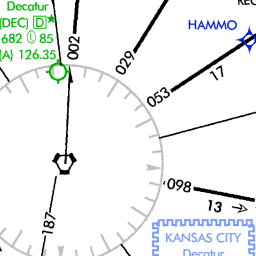 Decatur
(DEC) D
682 85
(A) 126.35
002
029
053
HAMMO
17
098
13
187
KANSAS CITY
Decatur